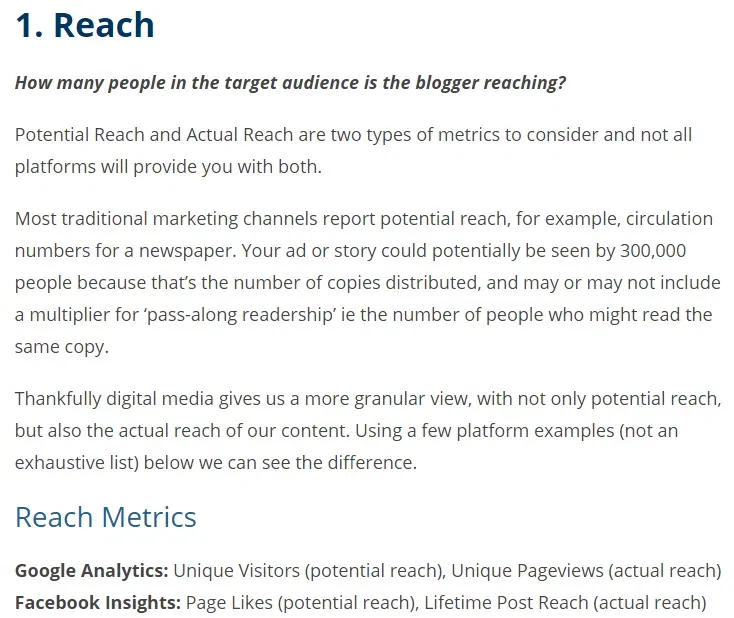 1. Reach
How many people in the target audience is the blogger reaching?
Potential Reach and Actual Reach are two types of metrics to consider and not all
platforms will provide you with both.
Most traditional marketing channels report potential reach, for example, circulation
numbers for a newspaper. Your ad or story could potentially be seen by 300,000
people because that’s the number of copies distributed, and may or may not include
a multiplier for ‘pass-along readership’ ie the number of people who might read the
same copy.
Thankfully digital media gives us a more granular view, with not only potential reach,
but also the actual reach of our content. Using a few platform examples (not an
exhaustive list) below we can see the difference.
Reach Metrics
Google Analytics: Unique Visitors (potential reach), Unique Pageviews (actual reach)
Facebook Insights: Page Likes (potential reach), Lifetime Post Reach (actual reach)